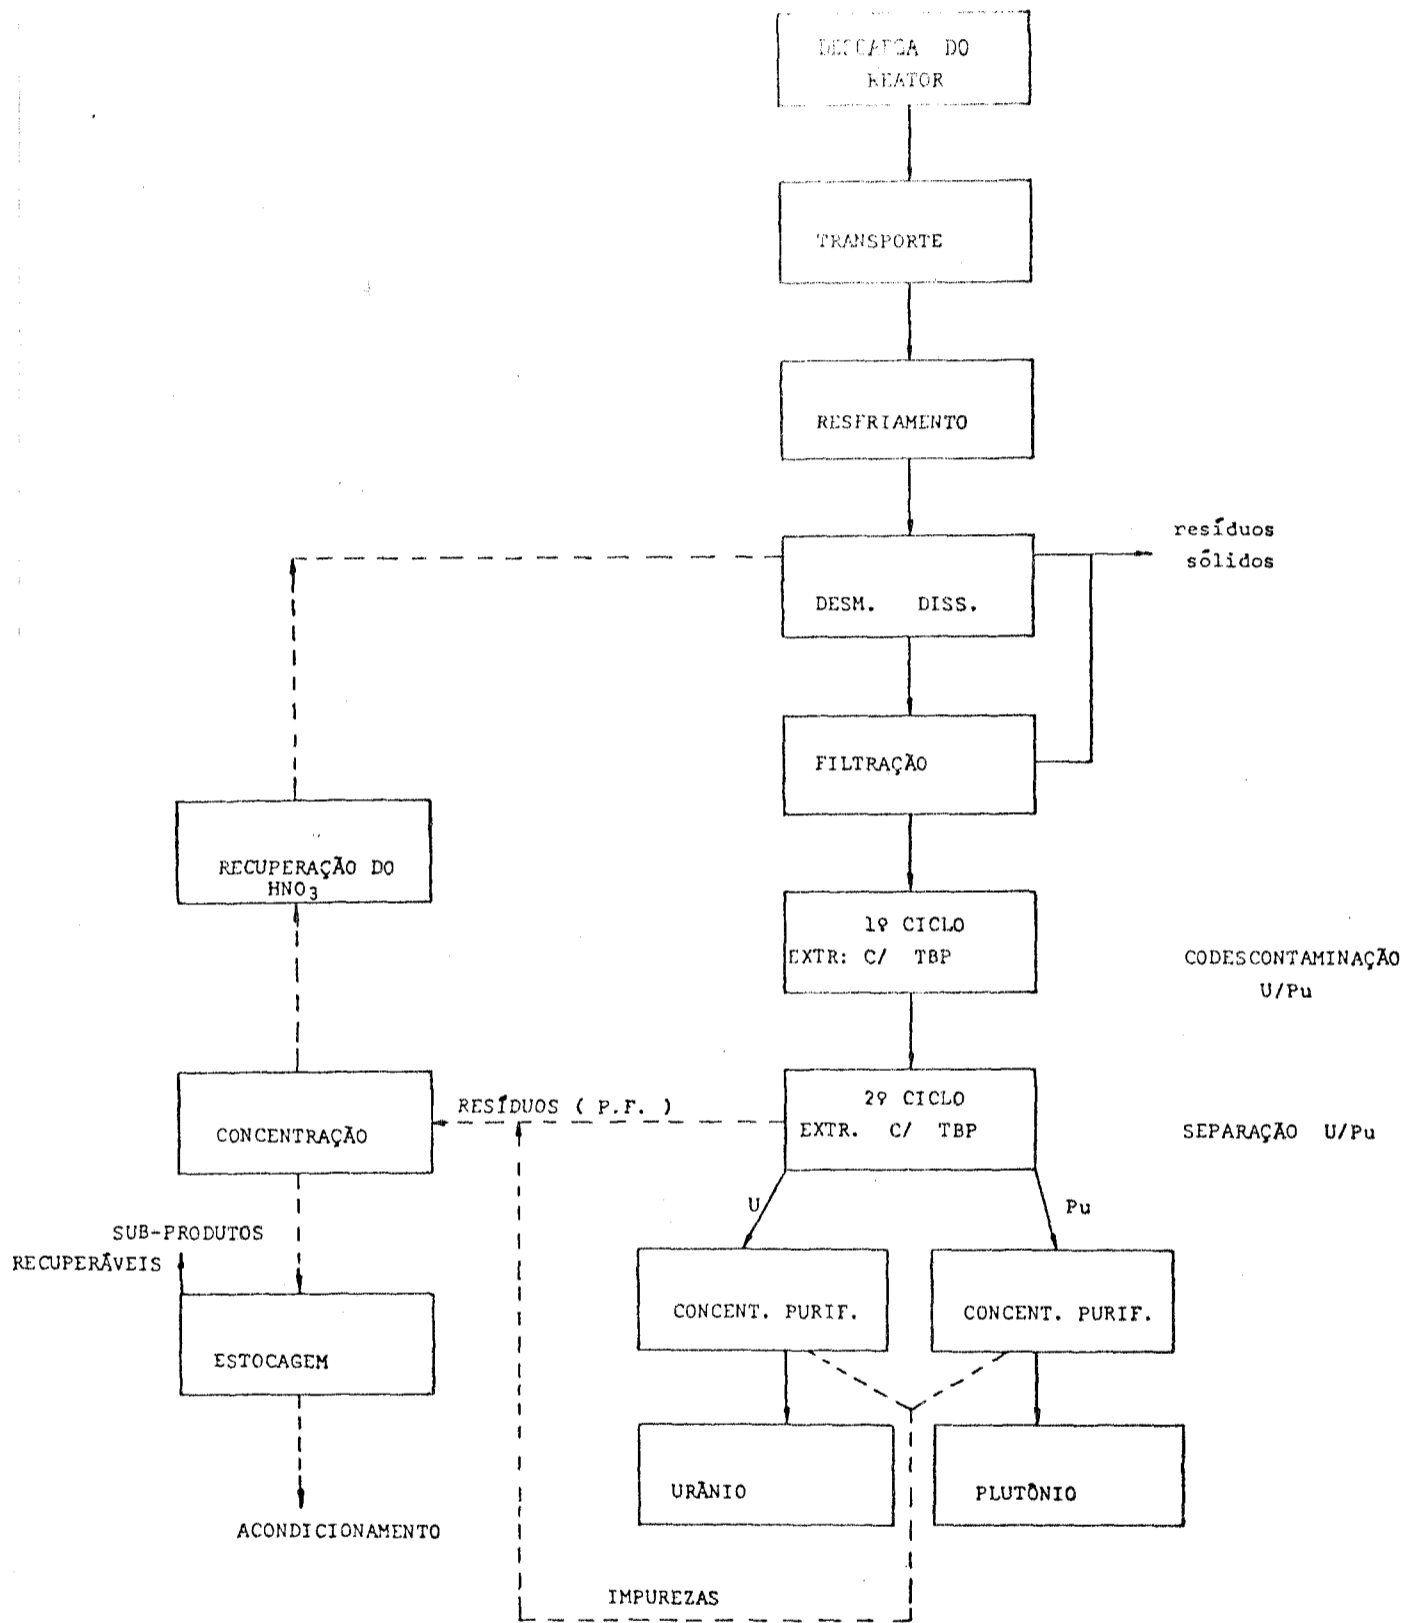 DESCARGA DO
REATOR
TRANSPORTE
RESFRIAMENTO
resíduos
sólidos
DESM. DISS.
FILTRAÇÃO
RECUPERAÇÃO DO
HNO3
1º CICLO
EXTR: C/ TBP
CODESCONTAMINAÇÃO
U/Pu
2º CICLO
EXTR. C/ TBP
SEPARAÇÃO U/Pu
RESÍDUOS ( P.F. )
CONCENTRAÇÃO
U
Pu
SUB-PRODUTOS
RECUPERÁVEIS
CONCENT. PURIF.
CONCENT. PURIF.
ESTOCAGEM
URÂNIO
PLUTÔNIO
ACONDICIONAMENTO
IMPUREZAS